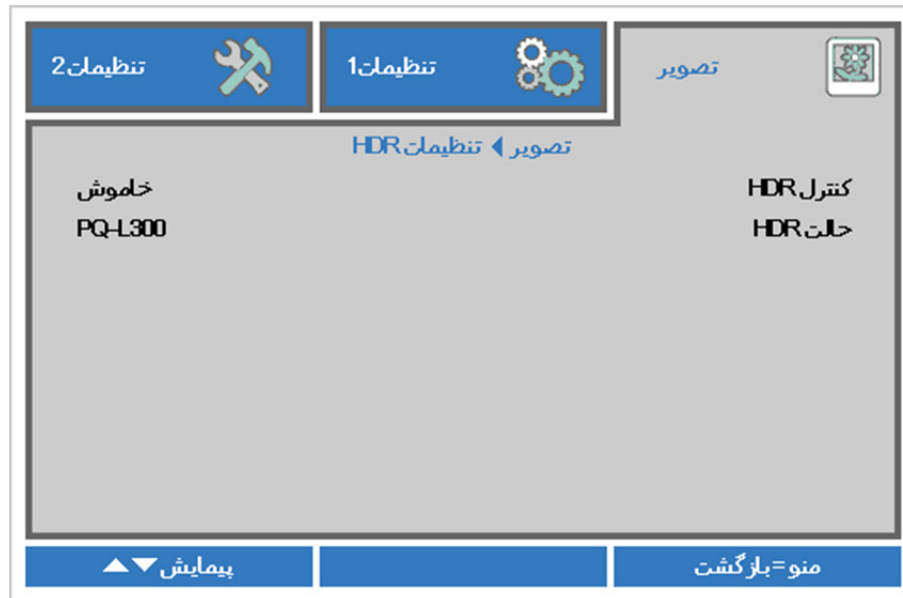 تصویر
تنظیمات1
تنظیمات2
تصویر ◀ تنظیمات HDR
کنترل HDR خاموش
حالت HDR PQ-L300
منو=بازگشت
پیمایش ▼▲